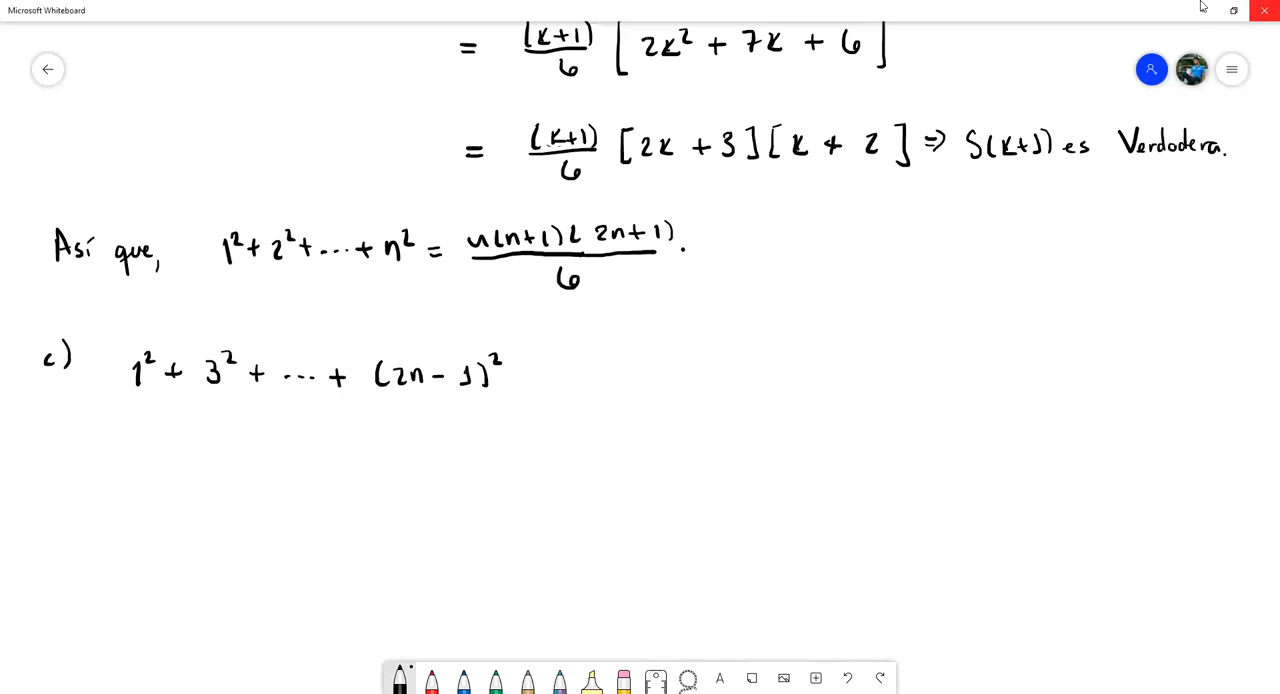 Microsoft Whiteboard
= (k+1)/6 [2k² + 7k + 6]
= (k+1)/6 [2k + 3][k + 2] ⇒ S(k+1) es Verdadera.
Así que, 1² + 2² + ... + n² = n(n+1)(2n+1)/6.
c) 1² + 3² + ... + (2n - 1)²
A